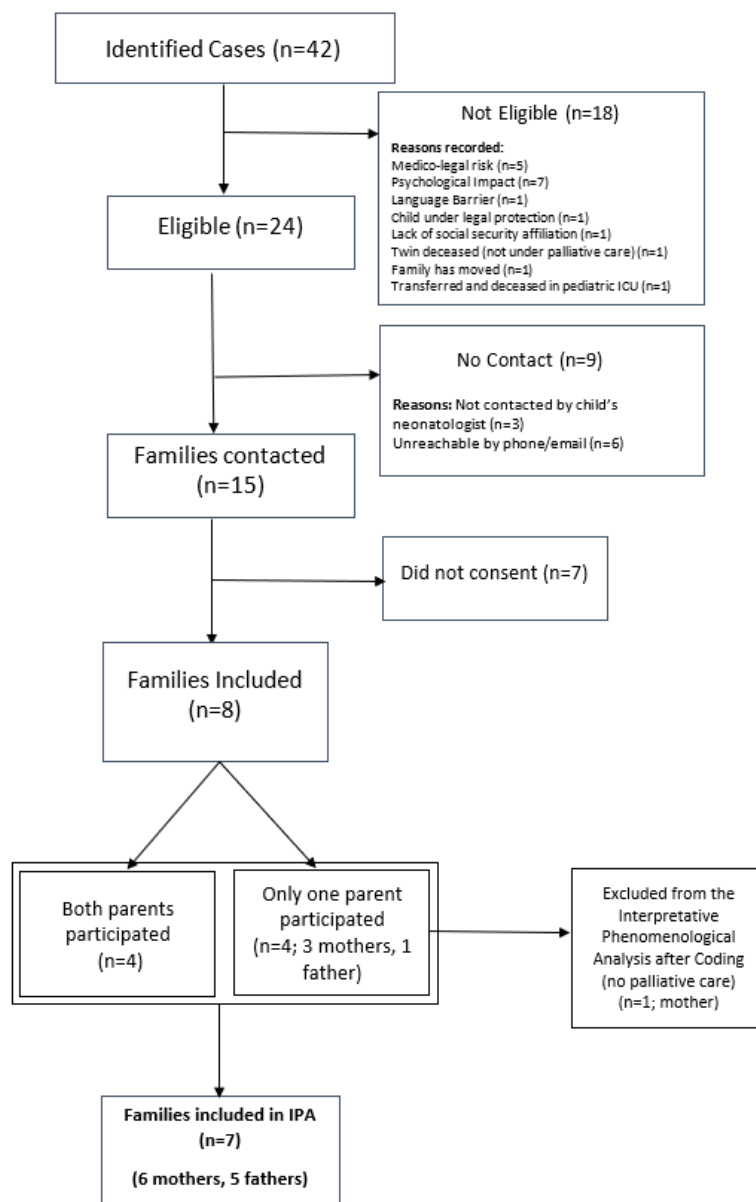 Identified Cases (n=42)
Not Eligible (n=18)
Reasons recorded:
Medico-legal risk (n=5)
Psychological Impact (n=7)
Language Barrier (n=1)
Child under legal protection (n=1)
Lack of social security affiliation (n=1)
Twin deceased (not under palliative care) (n=1)
Family has moved (n=1)
Transferred and deceased in pediatric ICU (n=1)
Eligible (n=24)
No Contact (n=9)
Reasons: Not contacted by child's
neonatologist (n=3)
Unreachable by phone/email (n=6)
Families contacted
(n=15)
Did not consent (n=7)
Families Included
(n=8)
Both parents
participated
(n=4)
Only one parent
participated
(n=4; 3 mothers, 1
father)
Excluded from the
Interpretative
Phenomenological
Analysis after Coding
(no palliative care)
(n=1; mother)
Families included in IPA
(n=7)
(6 mothers, 5 fathers)